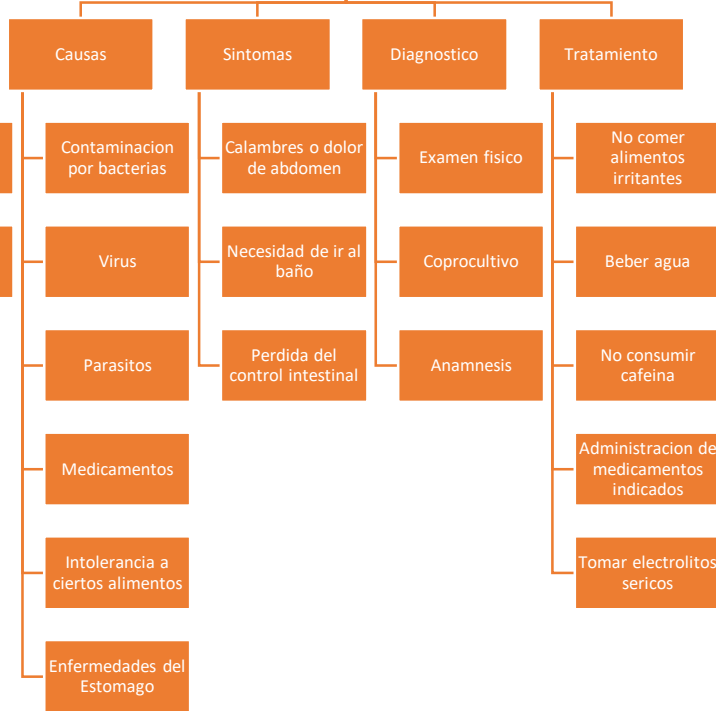 Causas
Sintomas
Diagnostico
Tratamiento
Contaminacion
por bacterias
Virus
Parasitos
Medicamentos
Intolerancia a
ciertos alimentos
Enfermedades del
Estomago
Calambres o dolor
de abdomen
Necesidad de ir al
baño
Perdida del
control intestinal
Examen fisico
Coprocultivo
Anamnesis
No comer
alimentos
irritantes
Beber agua
No consumir
cafeina
Administracion de
medicamentos
indicados
Tomar electrolitos
sericos